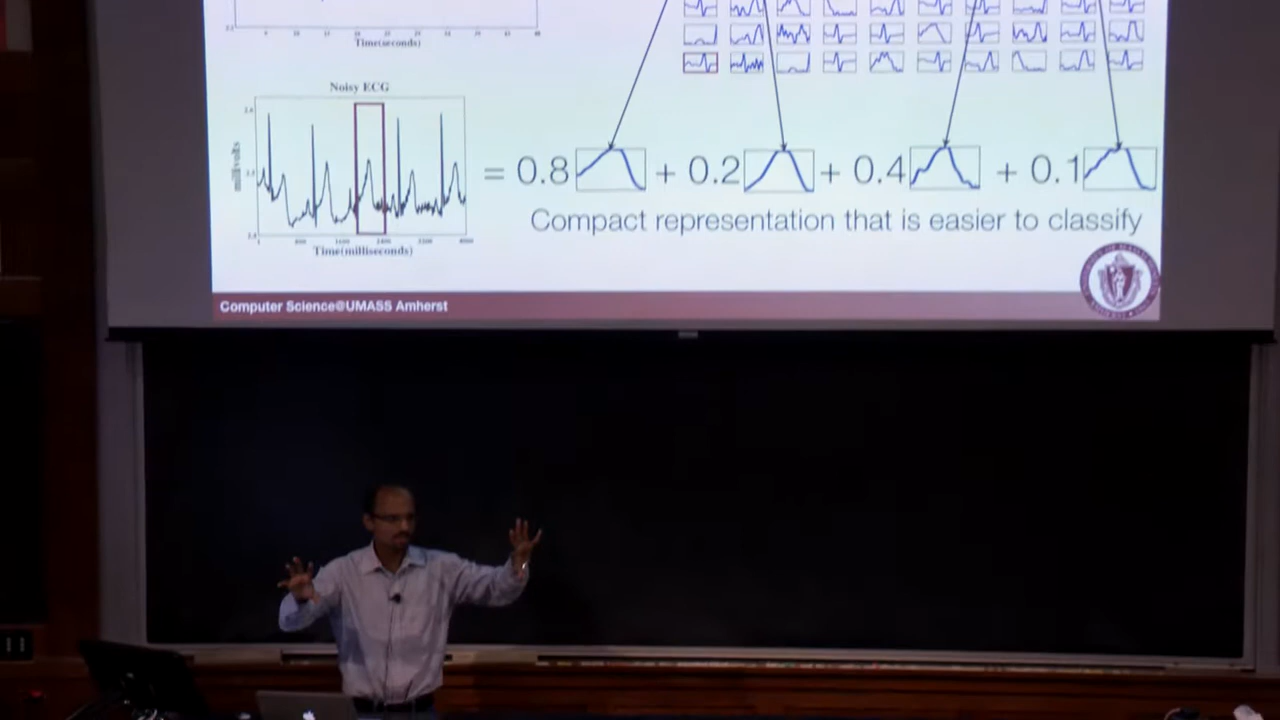 Time(seconds)
Noisy ECG
millivolts
= 0.8 + 0.2 + 0.4 + 0.1
Time(milliseconds)
Compact representation that is easier to classify
Computer Science@UMASS Amherst